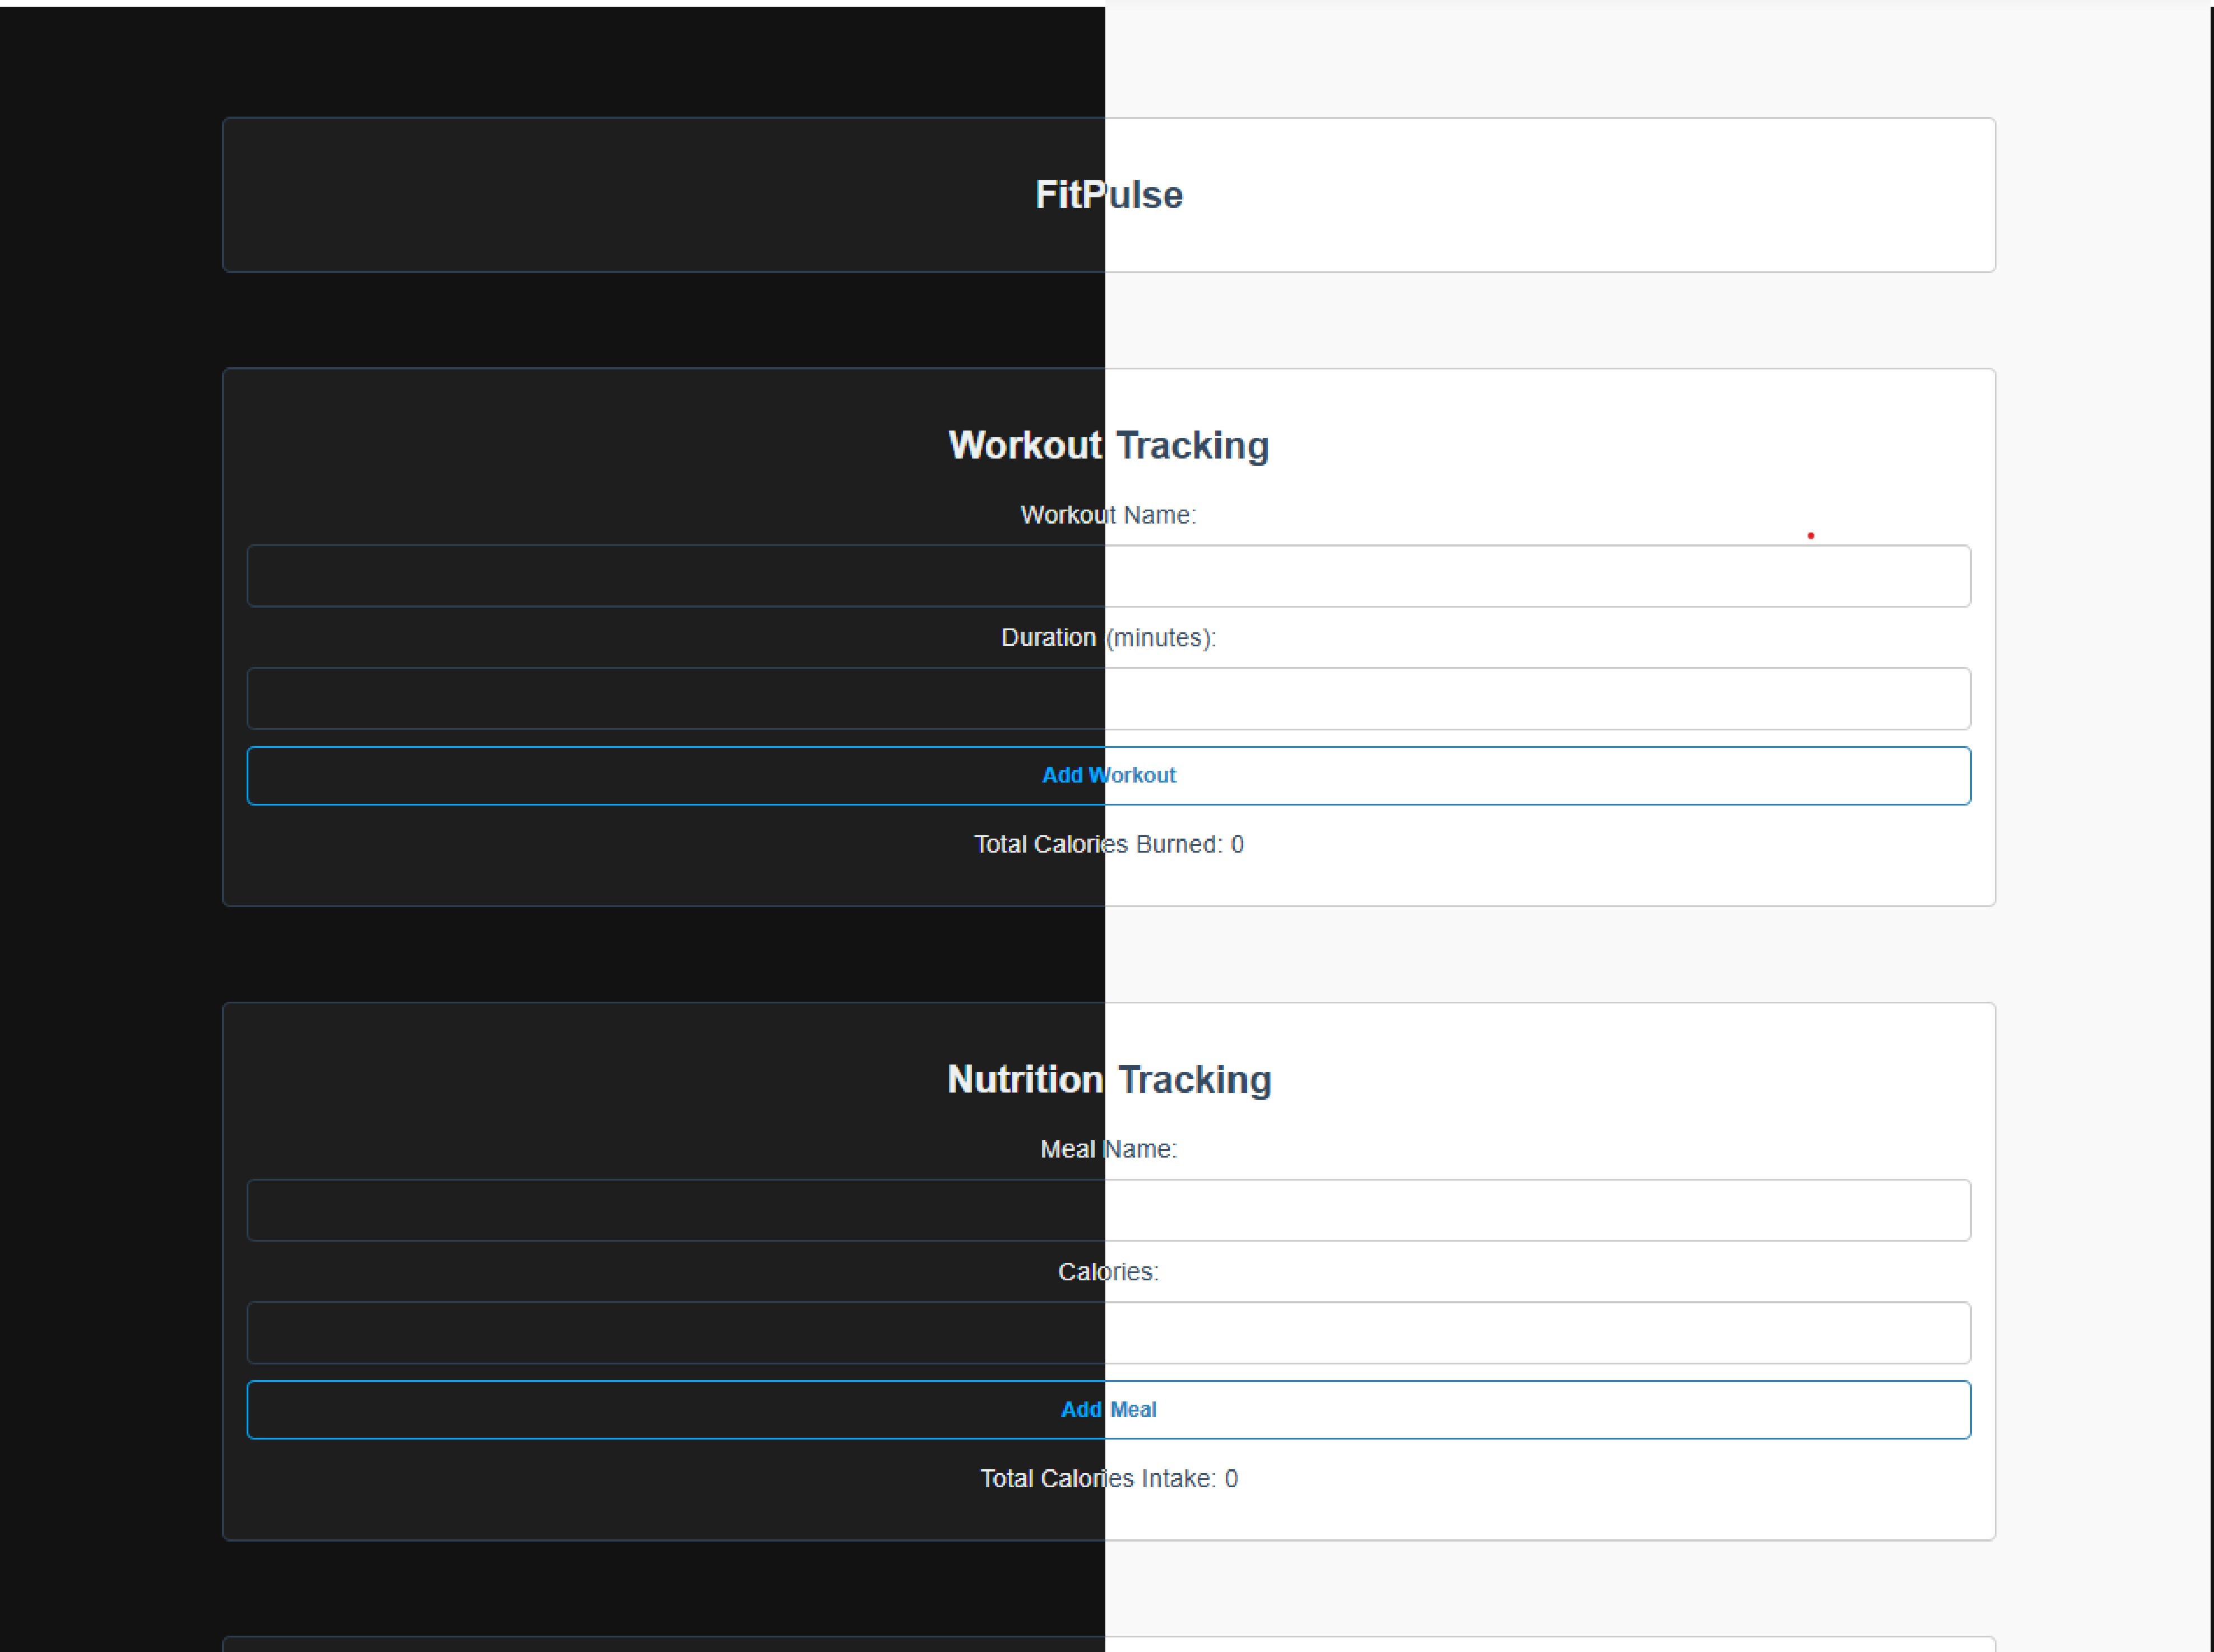 FitPulse
Workout Tracking
Workout Name:
Duration (minutes):
Add Workout
Total Calories Burned: 0
Nutrition Tracking
Meal Name:
Calories:
Add Meal
Total Calories Intake: 0